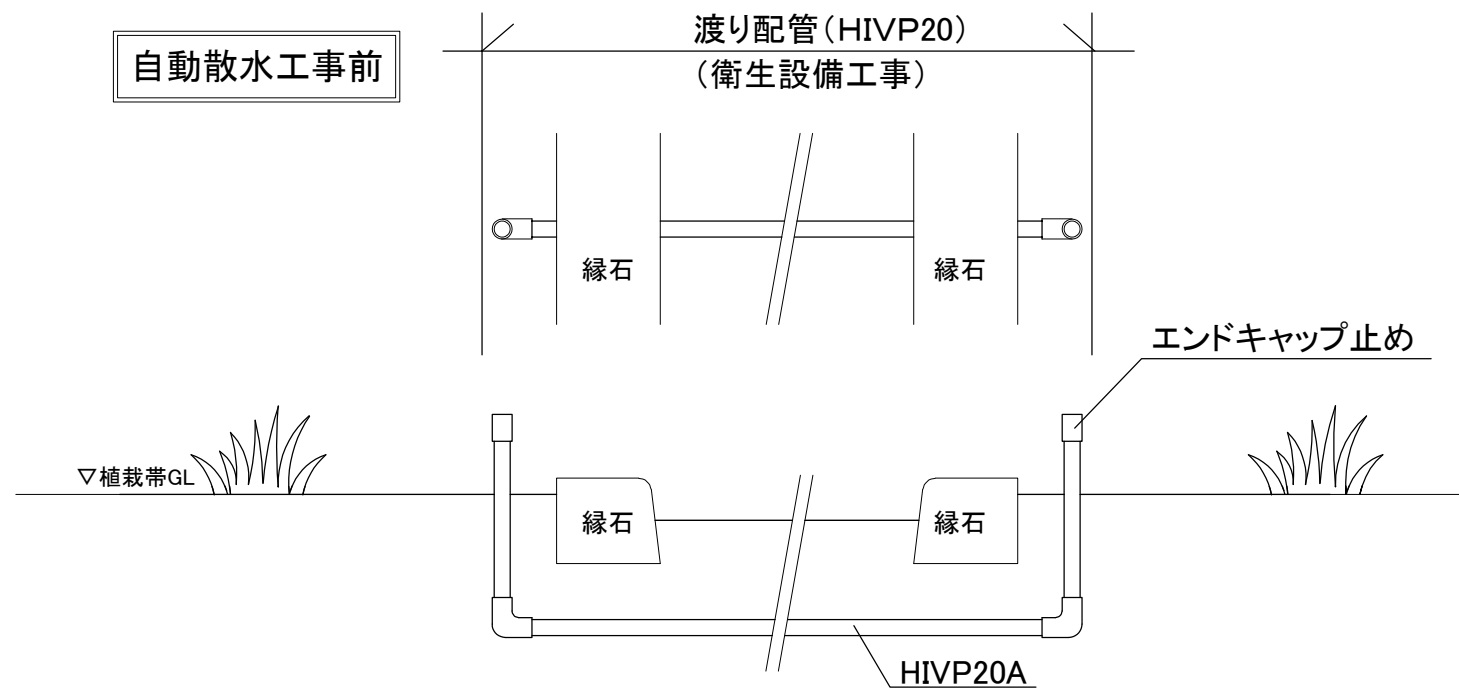 自動散水工事前
渡り配管(HIVP20)
(衛生設備工事)
縁石
縁石
エンドキャップ止め
▽植栽帯GL
縁石
縁石
HIVP20A